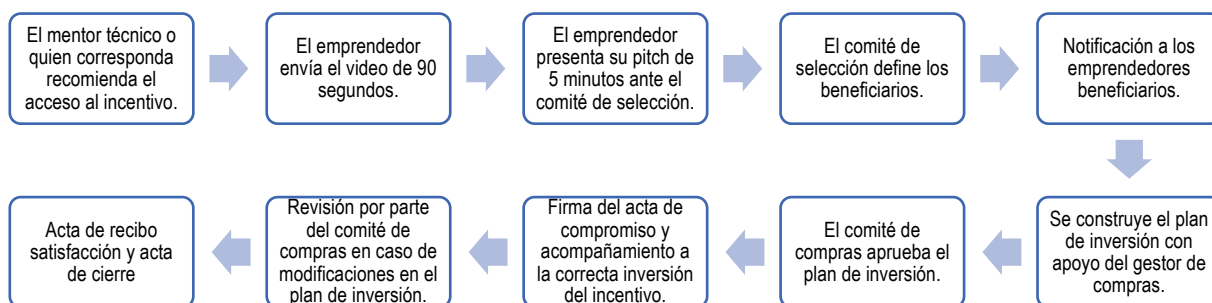 El mentor técnico o
quien corresponda
recomienda el
acceso al incentivo.
El emprendedor
envía el video de 90
segundos.
El emprendedor
presenta su pitch de
5 minutos ante el
comité de selección.
El comité de
selección define los
beneficiarios.
Notificación a los
emprendedores
beneficiarios.
Se construye el plan
de inversión con
apoyo del gestor de
compras.
El comité de
compras aprueba el
plan de inversión.
Firma del acta de
compromiso y
acompañamiento a
la correcta inversión
del incentivo.
Revisión por parte
del comité de
compras en caso de
modificaciones en el
plan de inversión.
Acta de recibo
satisfacción y acta
de cierre